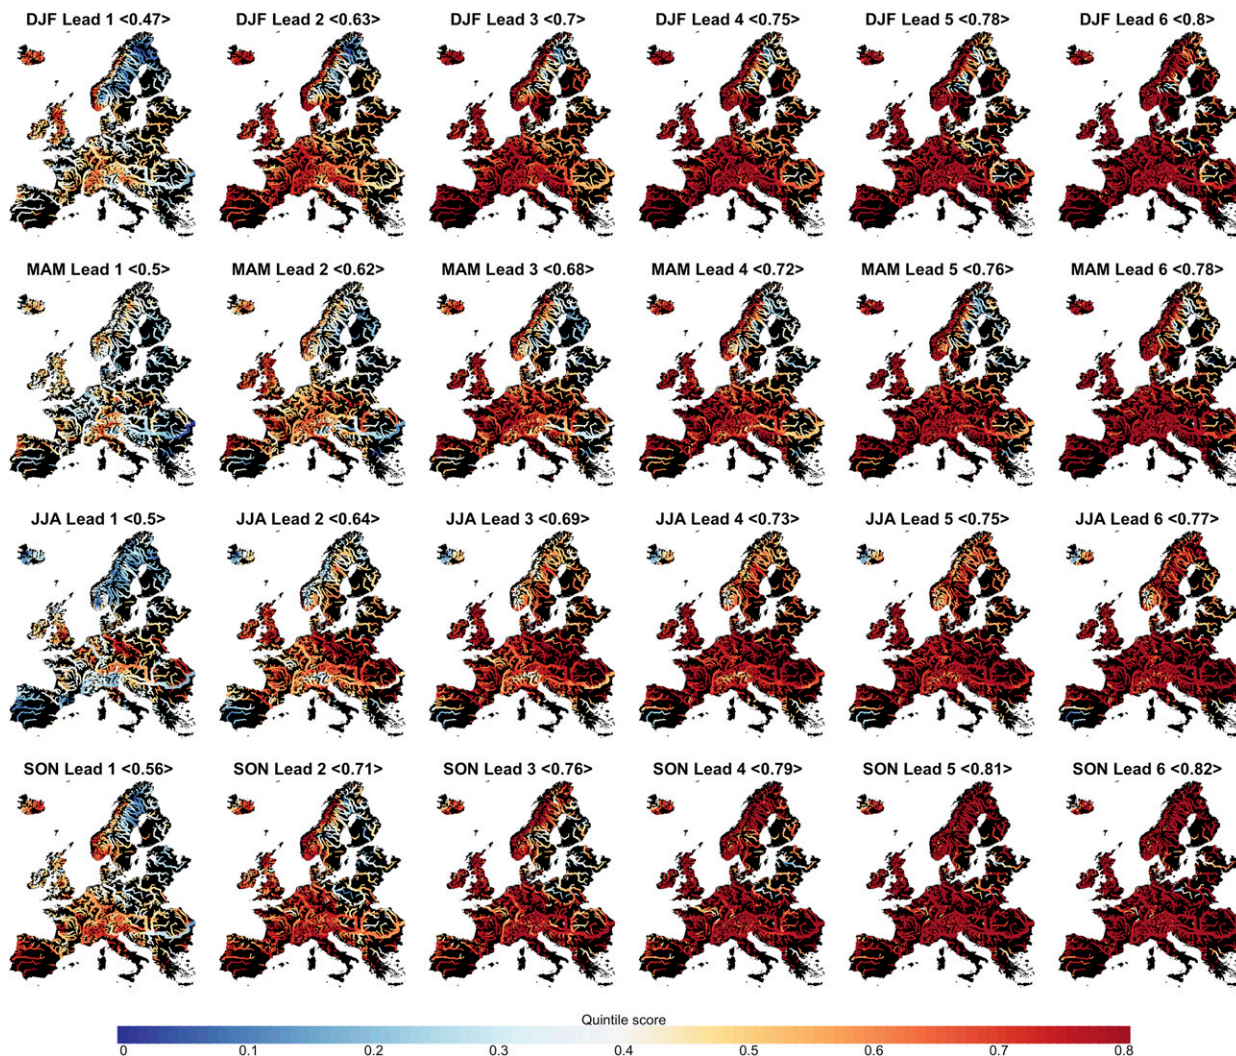 DJF Lead 1 <0.47> DJF Lead 2 <0.63> DJF Lead 3 <0.7> DJF Lead 4 <0.75> DJF Lead 5 <0.78> DJF Lead 6 <0.8>
MAM Lead 1 <0.5> MAM Lead 2 <0.62> MAM Lead 3 <0.68> MAM Lead 4 <0.72> MAM Lead 5 <0.76> MAM Lead 6 <0.78>
JJA Lead 1 <0.5> JJA Lead 2 <0.64> JJA Lead 3 <0.69> JJA Lead 4 <0.73> JJA Lead 5 <0.75> JJA Lead 6 <0.77>
SON Lead 1 <0.56> SON Lead 2 <0.71> SON Lead 3 <0.76> SON Lead 4 <0.79> SON Lead 5 <0.81> SON Lead 6 <0.82>
Quintile score
0 0.1 0.2 0.3 0.4 0.5 0.6 0.7 0.8